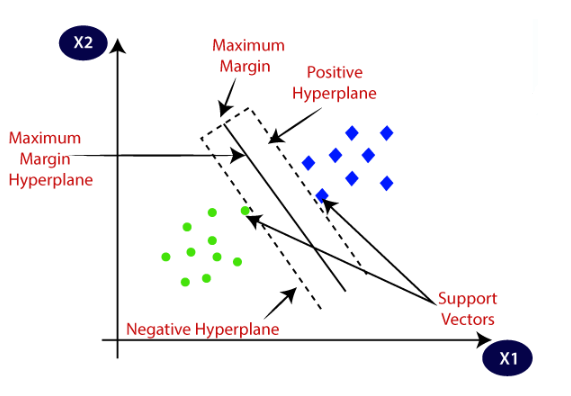 X2
Maximum
Margin
Positive
Hyperplane
Maximum
Margin
Hyperplane
Support
Vectors
Negative Hyperplane
X1